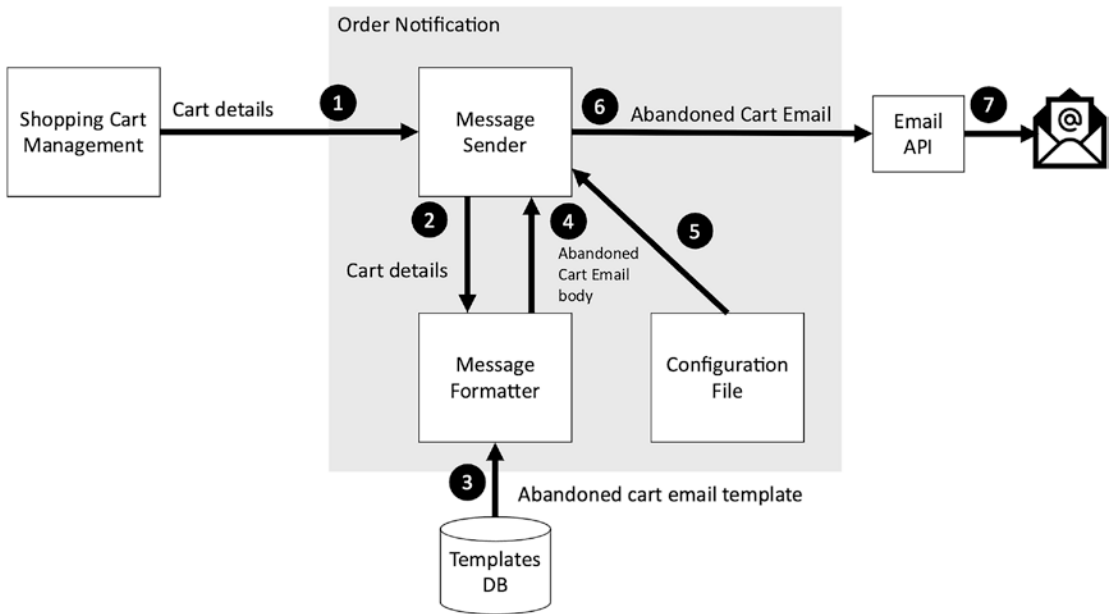 Order Notification
Shopping Cart
Management
Cart details
1
Message
Sender
6
Abandoned Cart Email
Email
API
7
@
2
Cart details
4
Abandoned
Cart Email
body
5
Message
Formatter
Configuration
File
3
Abandoned cart email template
Templates
DB